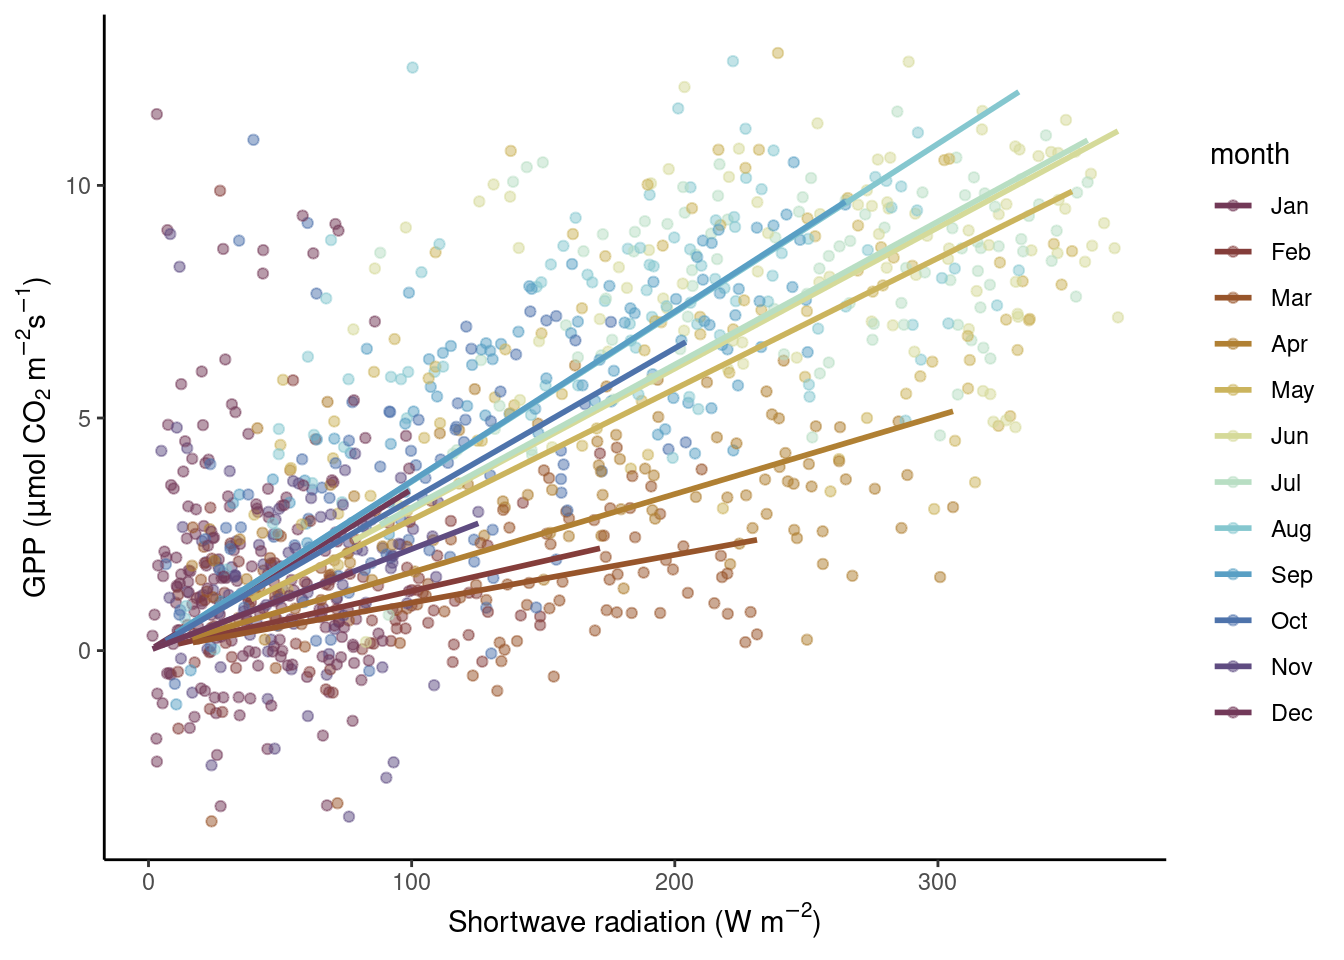 GPP (µmol CO₂ m⁻²s⁻¹)
10
5
0
0 100 200 300
Shortwave radiation (W m⁻²)
month
Jan
Feb
Mar
Apr
May
Jun
Jul
Aug
Sep
Oct
Nov
Dec